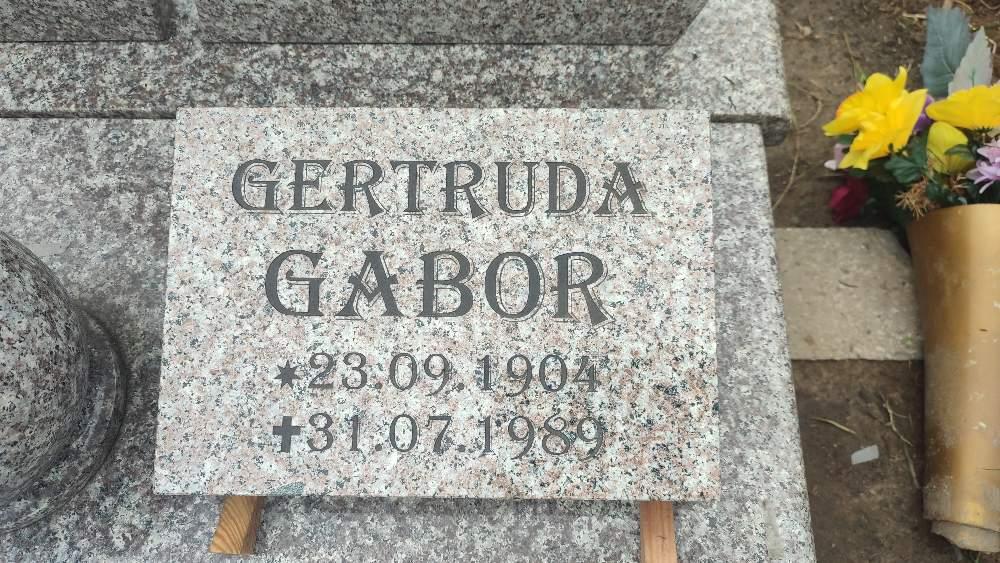 GERTRUDA
GABOR
* 23.09.1904
✝ 31.07.1989